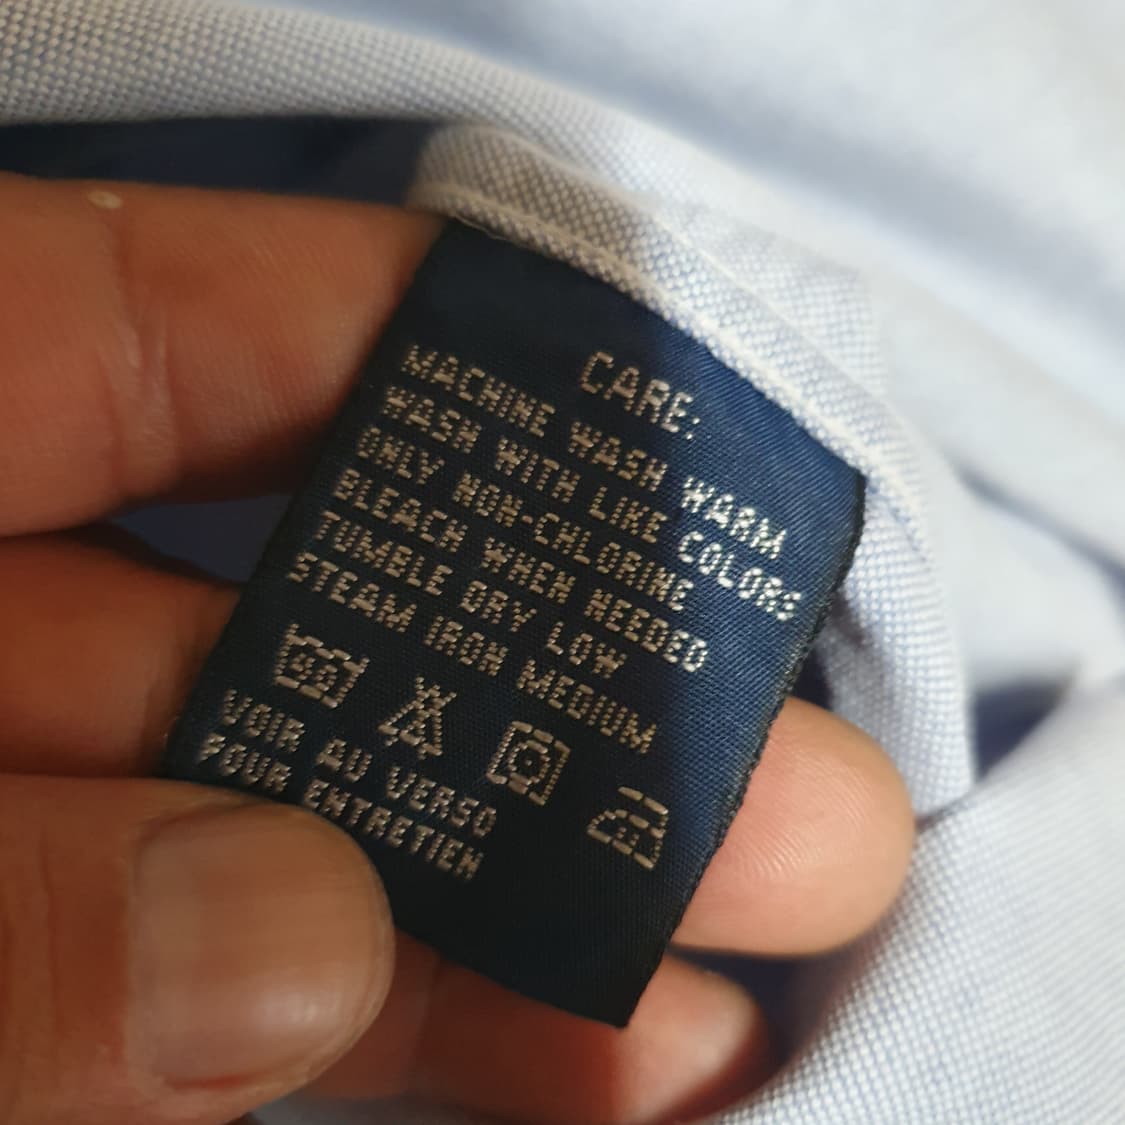 CARE:
MACHINE WASH WARM
WASH WITH LIKE COLORS
ONLY NON-CHLORINE
BLEACH WHEN NEEDED
TUMBLE DRY LOW
STEAM IRON MEDIUM
VOIR AU VERSO
POUR ENTRETIEN